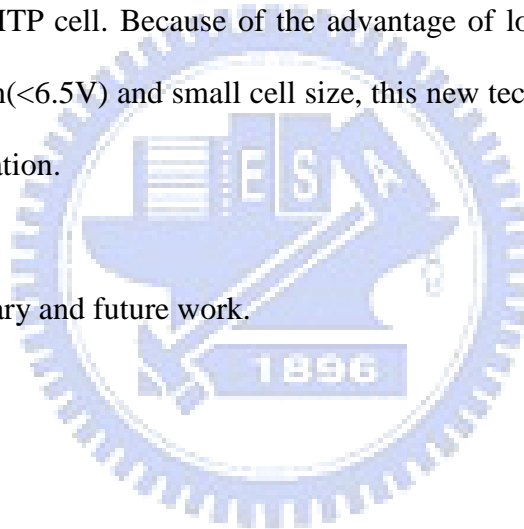 ITP cell. Because of the advantage of lo
n(<6.5V) and small cell size, this new tec
ation.
ary and future work.
E S A
1896